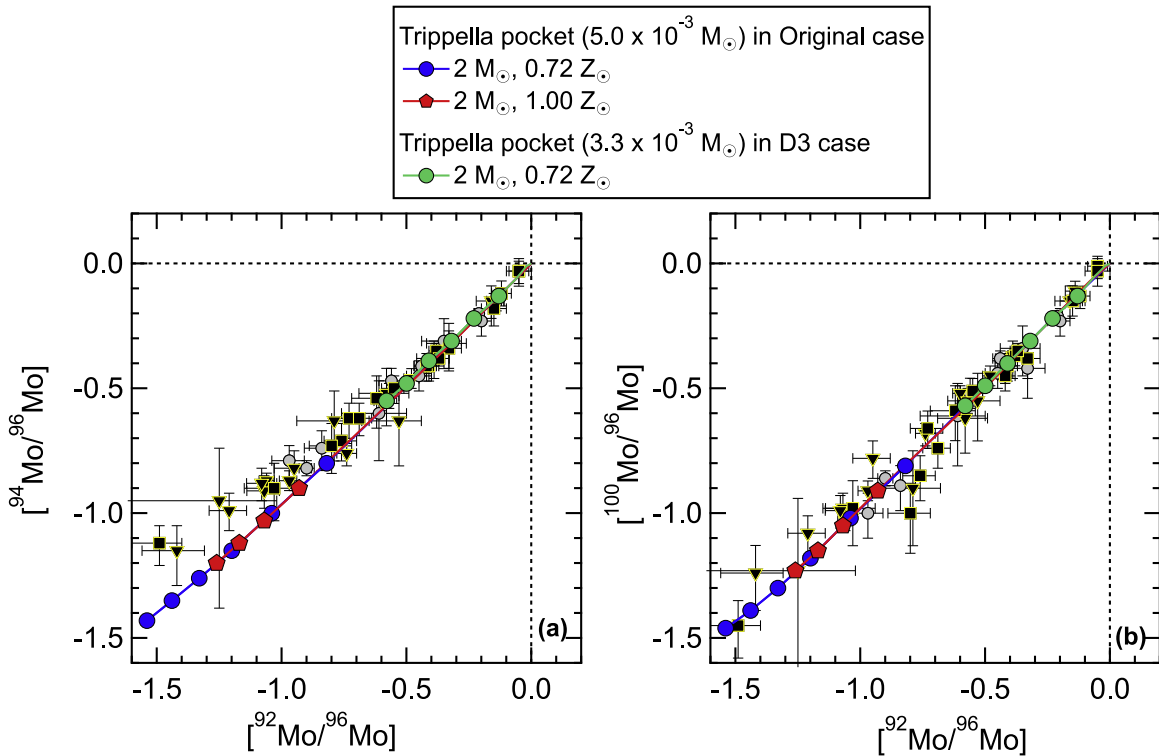 Trippella pocket (5.0 x 10⁻³ M☉) in Original case
2 M☉, 0.72 Z☉
2 M☉, 1.00 Z☉
Trippella pocket (3.3 x 10⁻³ M☉) in D3 case
2 M☉, 0.72 Z☉
[⁹⁴Mo/⁹⁶Mo]
0.0
-0.5
-1.0
-1.5
(a)
-1.5 -1.0 -0.5 0.0
[⁹²Mo/⁹⁶Mo]
[¹⁰⁰Mo/⁹⁶Mo]
0.0
-0.5
-1.0
-1.5
(b)
-1.5 -1.0 -0.5 0.0
[⁹²Mo/⁹⁶Mo]